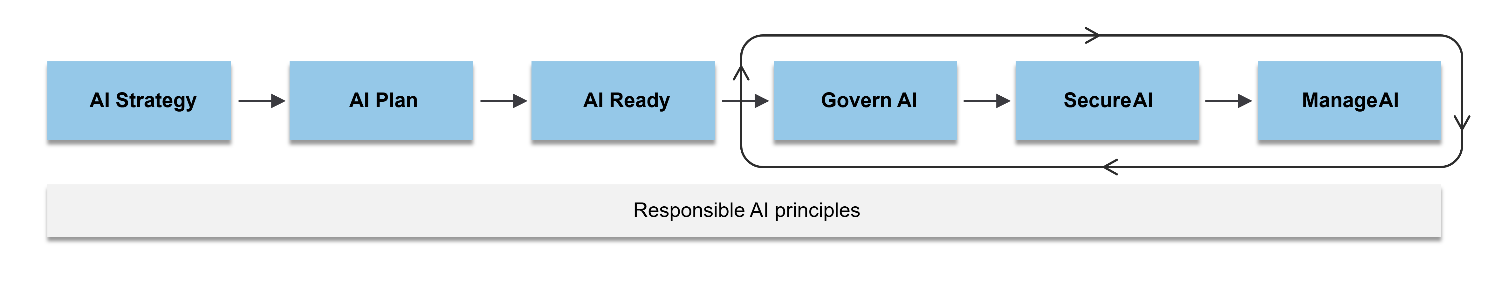 AI Strategy
AI Plan
AI Ready
Govern AI
SecureAI
ManageAI
Responsible AI principles